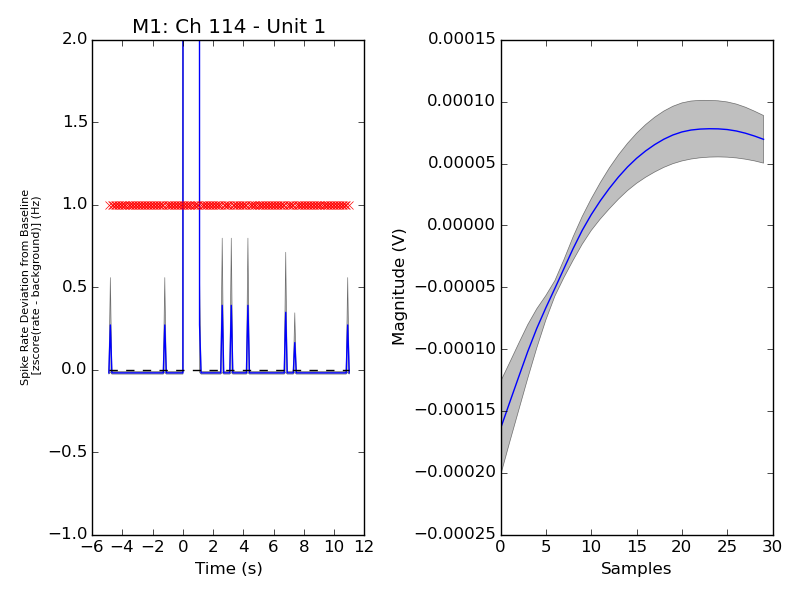 M1: Ch 114 - Unit 1
2.0
1.5
1.0
0.5
0.0
−0.5
−1.0
−6 −4 −2 0 2 4 6 8 10 12
Time (s)
Spike Rate Deviation from Baseline
[zscore(rate - background)] (Hz)
0.00015
0.00010
0.00005
0.00000
−0.00005
−0.00010
−0.00015
−0.00020
−0.00025
0 5 10 15 20 25 30
Samples
Magnitude (V)